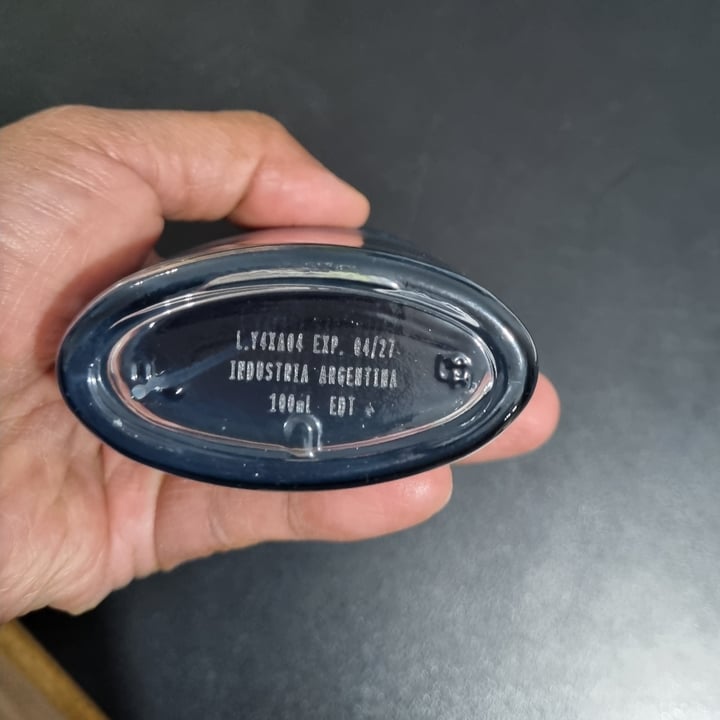 L.Y4XA04 EXP. 04/27
INDUSTRIA ARGENTINA
100mL EDT